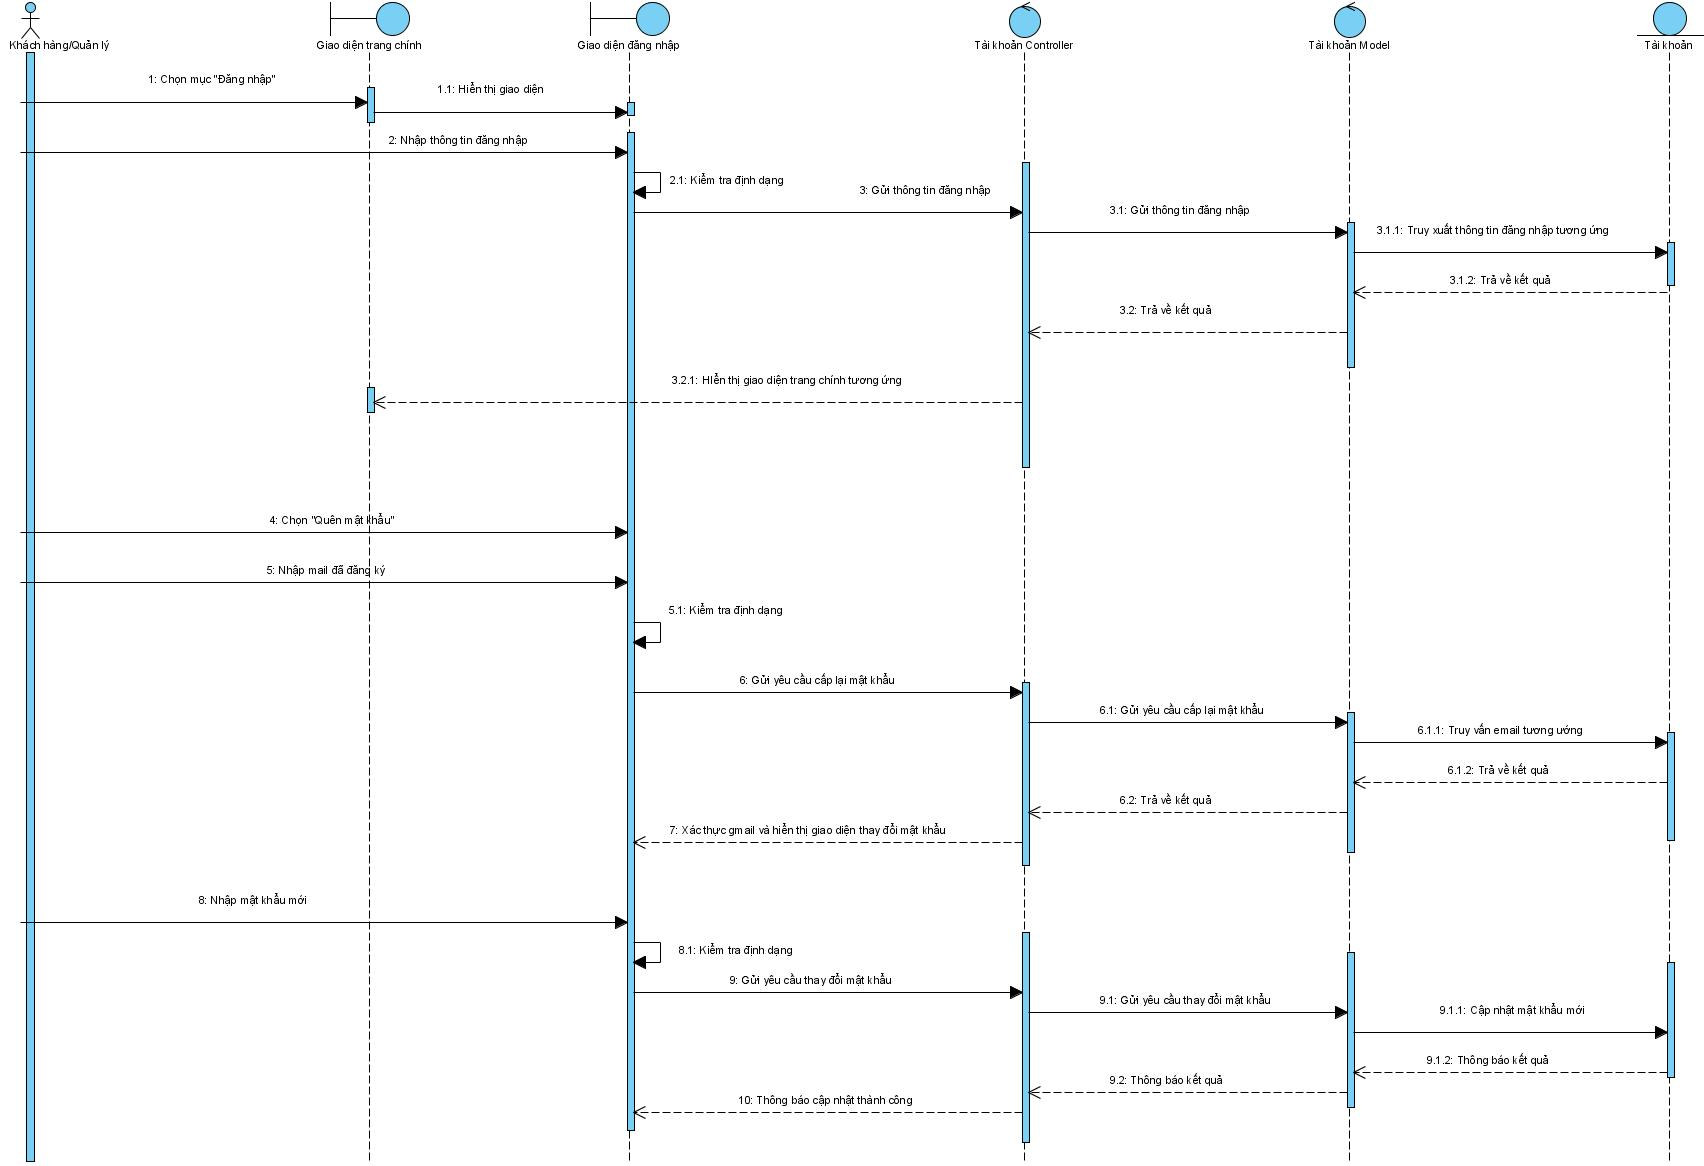 Khách hàng/Quản lý
Giao diện trang chính
Giao diện đăng nhập
Tài khoản Controller
Tài khoản Model
Tài khoản
1: Chọn mục "Đăng nhập"
1.1: Hiển thị giao diện
2: Nhập thông tin đăng nhập
2.1: Kiểm tra định dạng
3: Gửi thông tin đăng nhập
3.1: Gửi thông tin đăng nhập
3.1.1: Truy xuất thông tin đăng nhập tương ứng
3.1.2: Trả về kết quả
3.2: Trả về kết quả
3.2.1: HIển thị giao diện trang chính tương ứng
4: Chọn "Quên mật khẩu"
5: Nhập mail đã đăng ký
5.1: Kiểm tra định dạng
6: Gửi yêu cầu cấp lại mật khẩu
6.1: Gửi yêu cầu cấp lại mật khẩu
6.1.1: Truy vấn email tương ướng
6.1.2: Trả về kết quả
6.2: Trả về kết quả
7: Xác thực gmail và hiển thị giao diện thay đổi mật khẩu
8: Nhập mật khẩu mới
8.1: Kiểm tra định dạng
9: Gửi yêu cầu thay đổi mật khẩu
9.1: Gửi yêu cầu thay đổi mật khẩu
9.1.1: Cập nhật mật khẩu mới
9.1.2: Thông báo kết quả
9.2: Thông báo kết quả
10: Thông báo cập nhật thành công